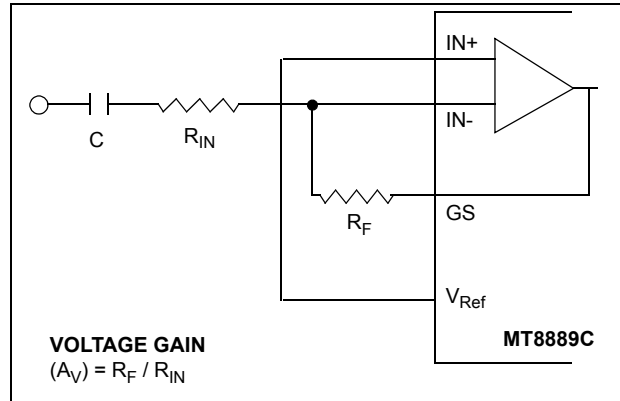 IN+
C
R_IN
IN-
R_F
GS
V_Ref
VOLTAGE GAIN
(A_V) = R_F / R_IN
MT8889C